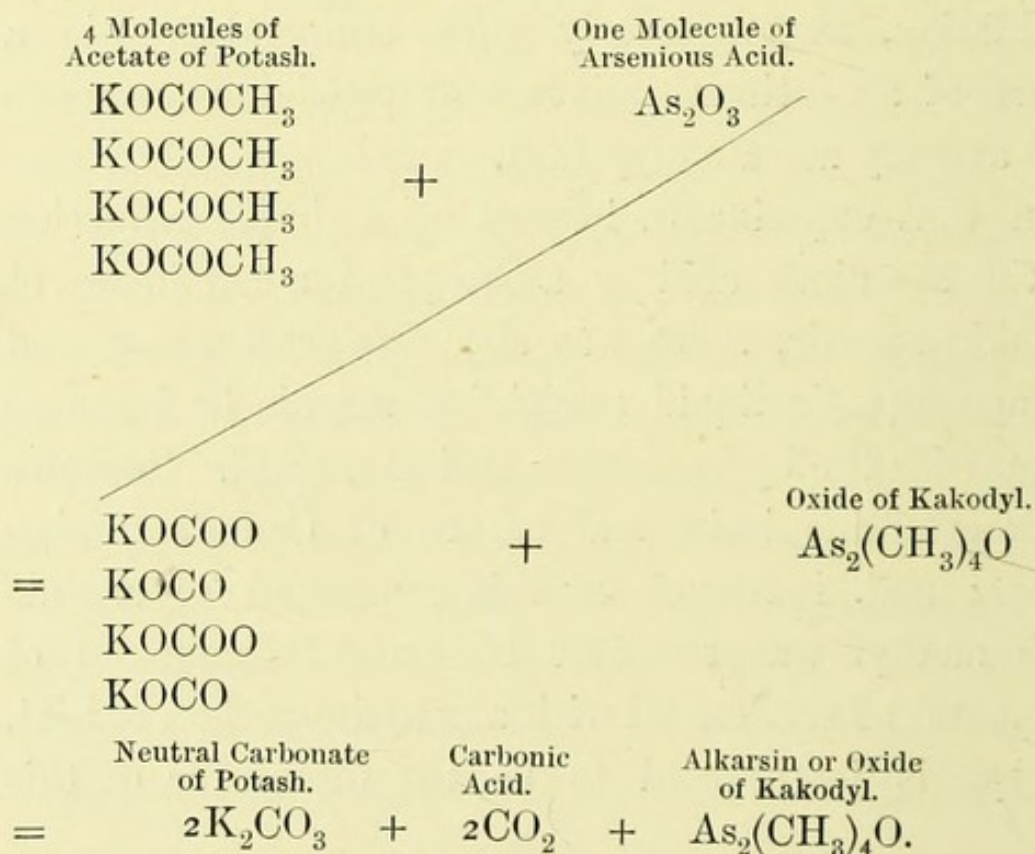 4 Molecules of
Acetate of Potash.
One Molecule of
Arsenious Acid.
KOCOCH₃
KOCOCH₃
KOCOCH₃
KOCOCH₃
+
As₂O₃
= KOCOO
KOCO
KOCOO
KOCO
+
Oxide of Kakodyl.
As₂(CH₃)₄O
Neutral Carbonate
of Potash.
Carbonic
Acid.
Alkarsin or Oxide
of Kakodyl.
= 2K₂CO₃ + 2CO₂ + As₂(CH₃)₄O.